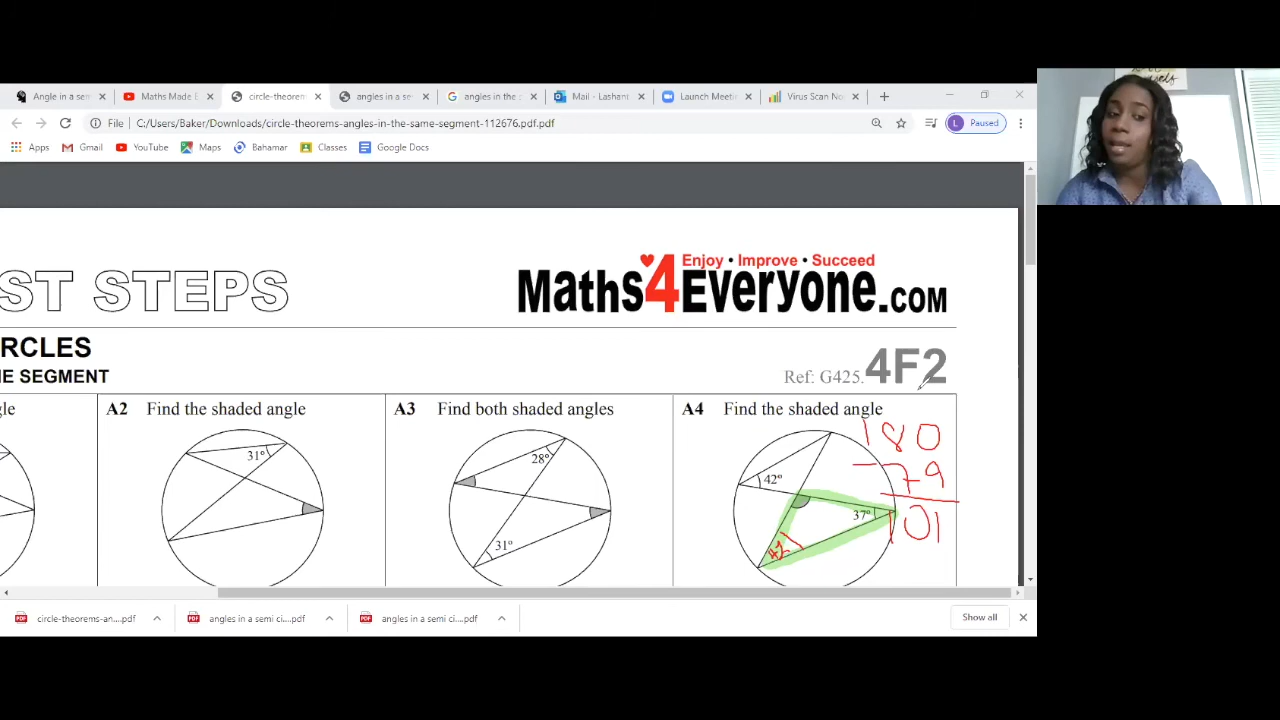 Angle in a sem
Maths Made E
circle-theorem
angles in a se
angles in the s
Mail - Lashant
Launch Meeti
Virus Scan
Paused
File
C:/Users/Baker/Downloads/circle-theorems-angles-in-the-same-segment-112676.pdf.pdf
Apps
Gmail
YouTube
Maps
Bahamar
Classes
Google Docs
ST STEPS
Enjoy • Improve • Succeed
Maths4Everyone.COM
RCLES
E SEGMENT
Ref: G425.
4F2
gle
A2 Find the shaded angle
31°
A3 Find both shaded angles
28°
31°
A4 Find the shaded angle
42°
37°
42
180
- 79
101
circle-theorems-an....pdf
angles in a semi ci....pdf
angles in a semi ci....pdf
Show all